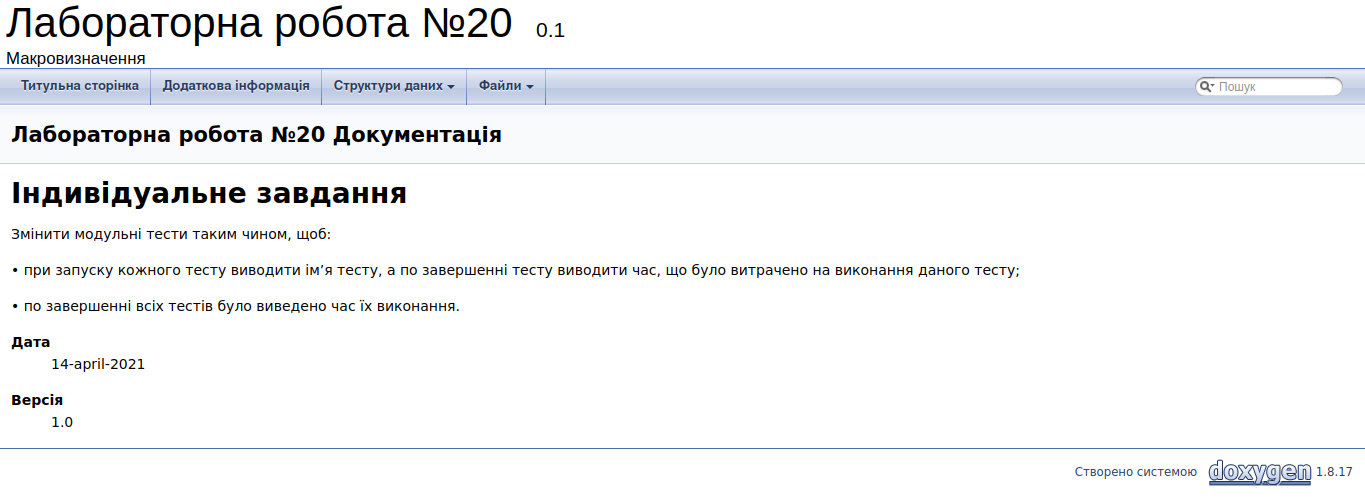 Лабораторна робота №20 0.1
Макровизначення
Титульна сторінка Додаткова інформація Структури даних Файли Пошук
Лабораторна робота №20 Документація
Індивідуальне завдання
Змінити модульні тести таким чином, щоб:
• при запуску кожного тесту виводити ім’я тесту, а по завершенні тесту виводити час, що було витрачено на виконання даного тесту;
• по завершенні всіх тестів було виведено час їх виконання.
Дата
14-april-2021
Версія
1.0
Створено системою doxygen 1.8.17